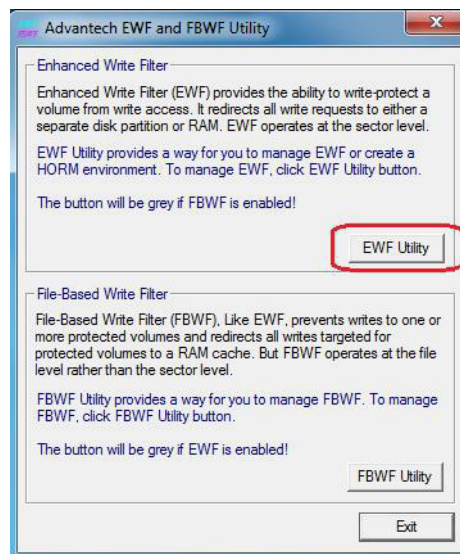 Advantech EWF and FBWF Utility
Enhanced Write Filter
Enhanced Write Filter (EWF) provides the ability to write-protect a
volume from write access. It redirects all write requests to either a
separate disk partition or RAM. EWF operates at the sector level.
EWF Utility provides a way for you to manage EWF or create a
HORM environment. To manage EWF, click EWF Utility button.
The button will be grey if FBWF is enabled!
EWF Utility
File-Based Write Filter
File-Based Write Filter (FBWF), Like EWF, prevents writes to one or
more protected volumes and redirects all writes targeted for
protected volumes to a RAM cache. But FBWF operates at the file
level rather than the sector level.
FBWF Utility provides a way for you to manage FBWF. To manage
FBWF, click FBWF Utility button.
The button will be grey if EWF is enabled!
FBWF Utility
Exit